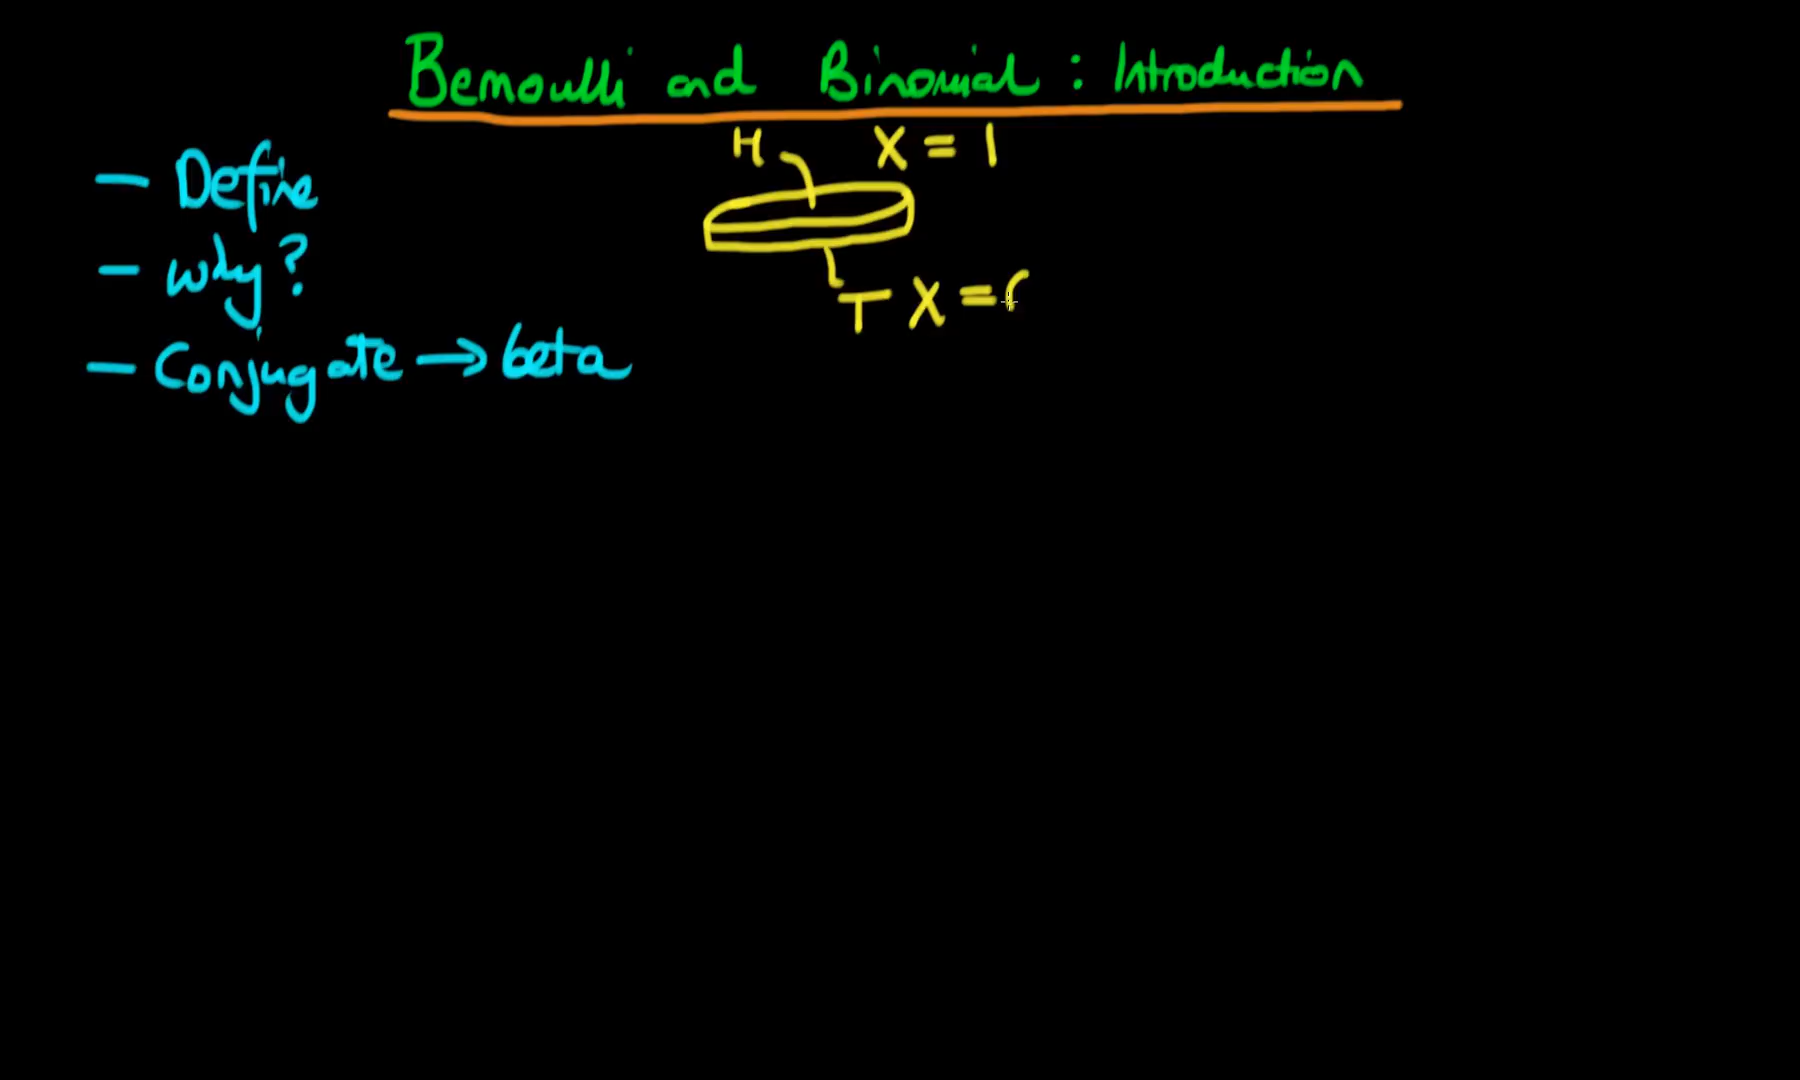 Bernoulli and Binomial : Introduction
H X = 1
- Define
- Why?
T X =
- Conjugate → beta